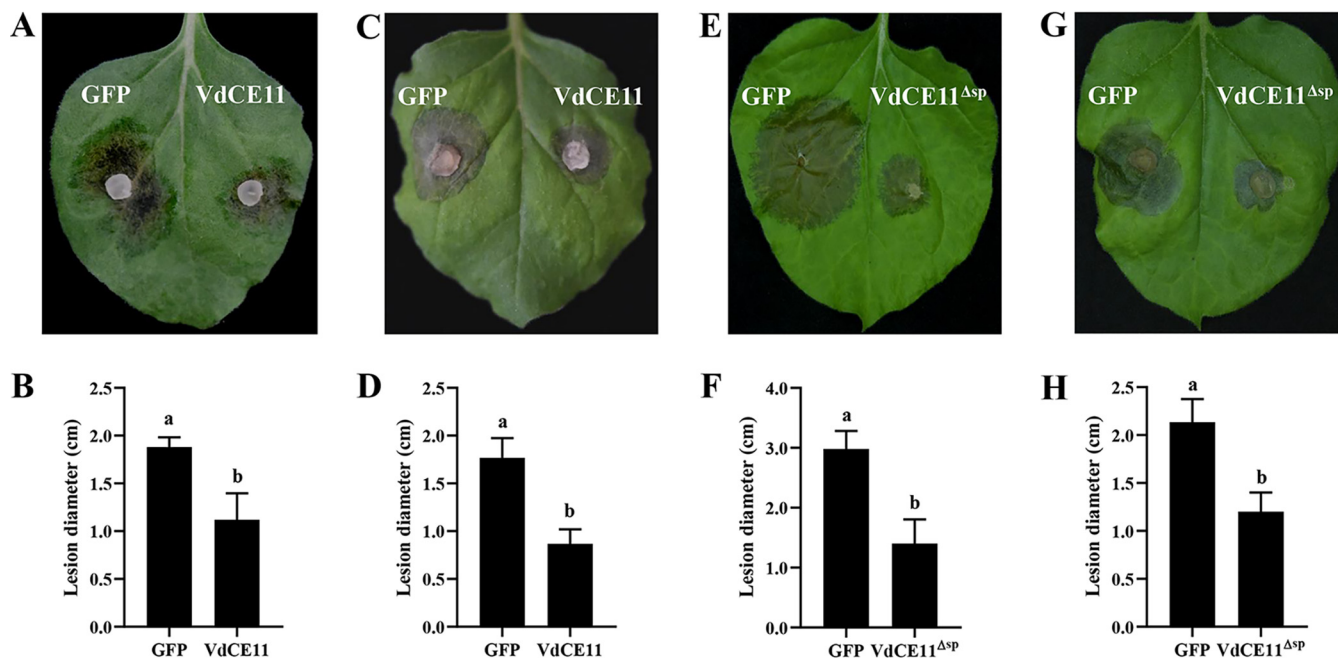 A
C
E
G
GFP
VdCE11
GFP
VdCE11
GFP
VdCE11Δsp
GFP
VdCE11Δsp
B
Lesion diameter (cm)
2.5
2.0
1.5
1.0
0.5
0.0
a
b
GFP VdCE11
D
Lesion diameter (cm)
2.5
2.0
1.5
1.0
0.5
0.0
a
b
GFP VdCE11
F
Lesion diameter (cm)
4.0
3.0
2.0
1.0
0.0
a
b
GFP VdCE11Δsp
H
Lesion diameter (cm)
2.5
2.0
1.5
1.0
0.5
0.0
a
b
GFP VdCE11Δsp